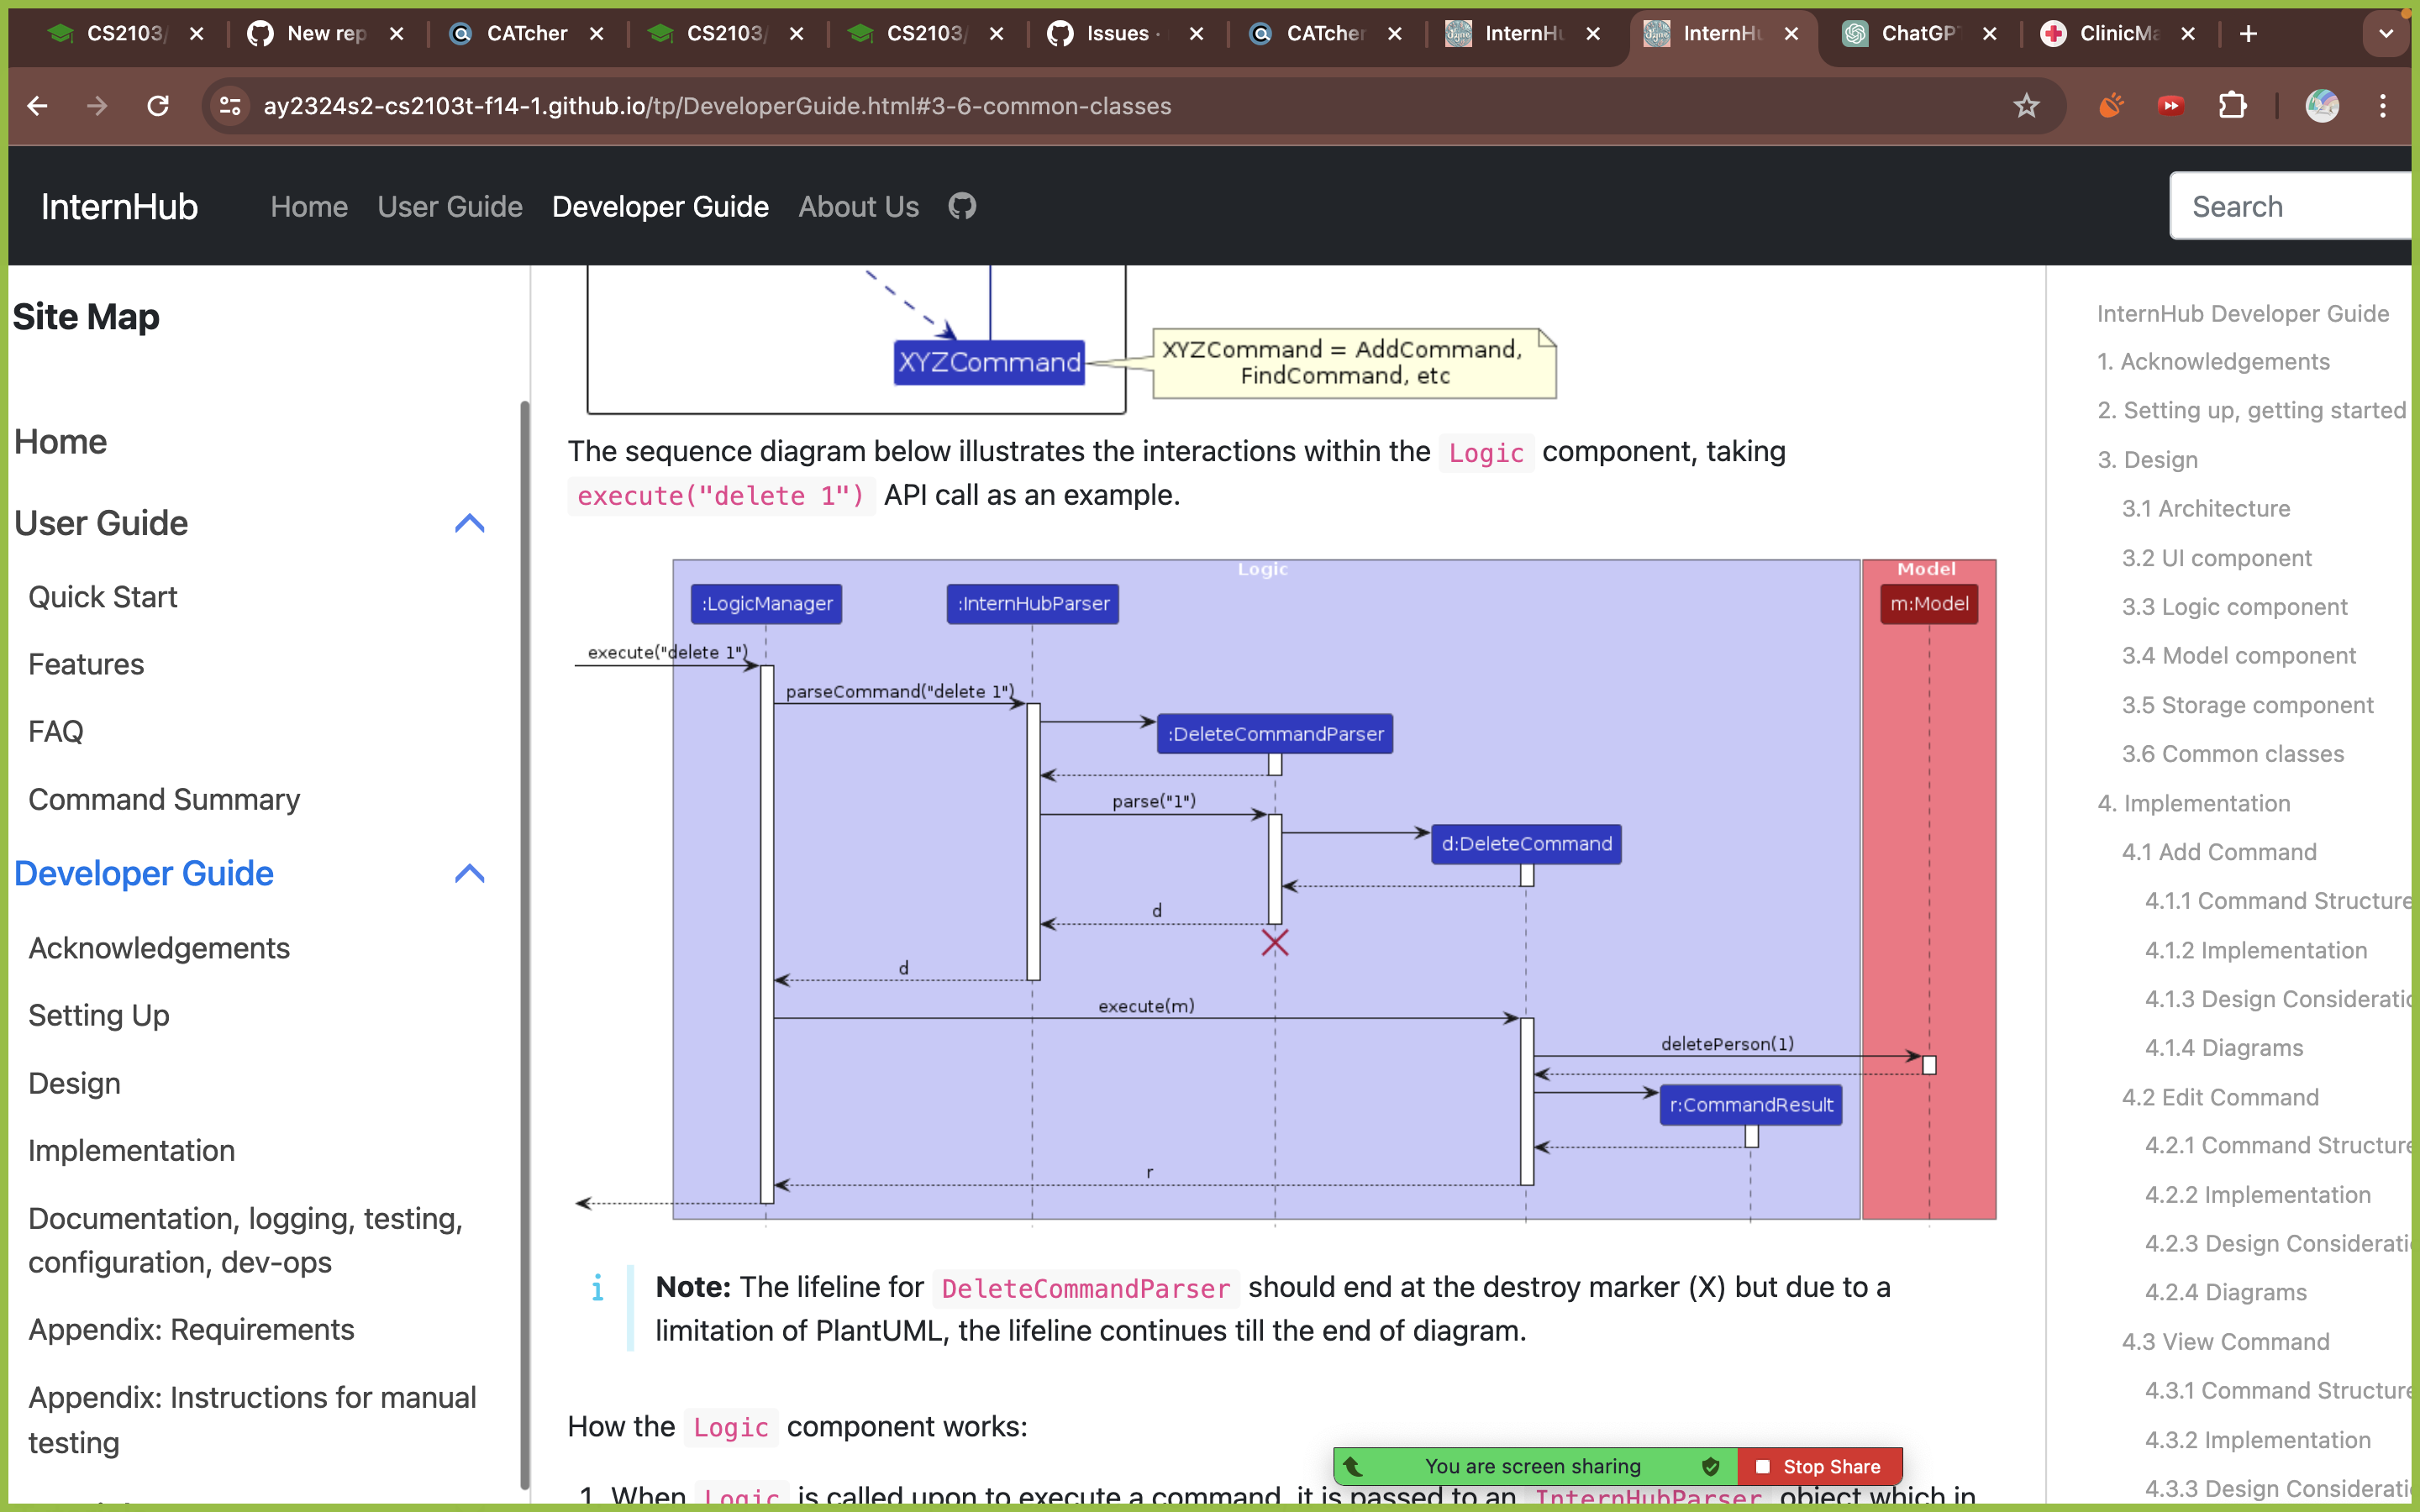 CS2103/
New rep
CATcher
CS2103/
CS2103/
Issues ·
CATcher
InternHu
InternHu
ChatGPT
ClinicMa
ay2324s2-cs2103t-f14-1.github.io/tp/DeveloperGuide.html#3-6-common-classes
InternHub
Home
User Guide
Developer Guide
About Us
Search
Site Map
Home
User Guide
Quick Start
Features
FAQ
Command Summary
Developer Guide
Acknowledgements
Setting Up
Design
Implementation
Documentation, logging, testing,
configuration, dev-ops
Appendix: Requirements
Appendix: Instructions for manual
testing
XYZCommand
XYZCommand = AddCommand,
FindCommand, etc
The sequence diagram below illustrates the interactions within the Logic component, taking
execute("delete 1") API call as an example.
Logic
Model
:LogicManager
:InternHubParser
m:Model
execute("delete 1")
parseCommand("delete 1")
:DeleteCommandParser
parse("1")
d:DeleteCommand
d
d
execute(m)
deletePerson(1)
r:CommandResult
r
i
Note: The lifeline for DeleteCommandParser should end at the destroy marker (X) but due to a
limitation of PlantUML, the lifeline continues till the end of diagram.
How the Logic component works:
1. When Logic is called upon to execute a command, it is passed to an InternHubParser object which in
You are screen sharing
Stop Share
InternHub Developer Guide
1. Acknowledgements
2. Setting up, getting started
3. Design
3.1 Architecture
3.2 UI component
3.3 Logic component
3.4 Model component
3.5 Storage component
3.6 Common classes
4. Implementation
4.1 Add Command
4.1.1 Command Structure
4.1.2 Implementation
4.1.3 Design Consideratio
4.1.4 Diagrams
4.2 Edit Command
4.2.1 Command Structure
4.2.2 Implementation
4.2.3 Design Consideratio
4.2.4 Diagrams
4.3 View Command
4.3.1 Command Structure
4.3.2 Implementation
4.3.3 Design Consideratio